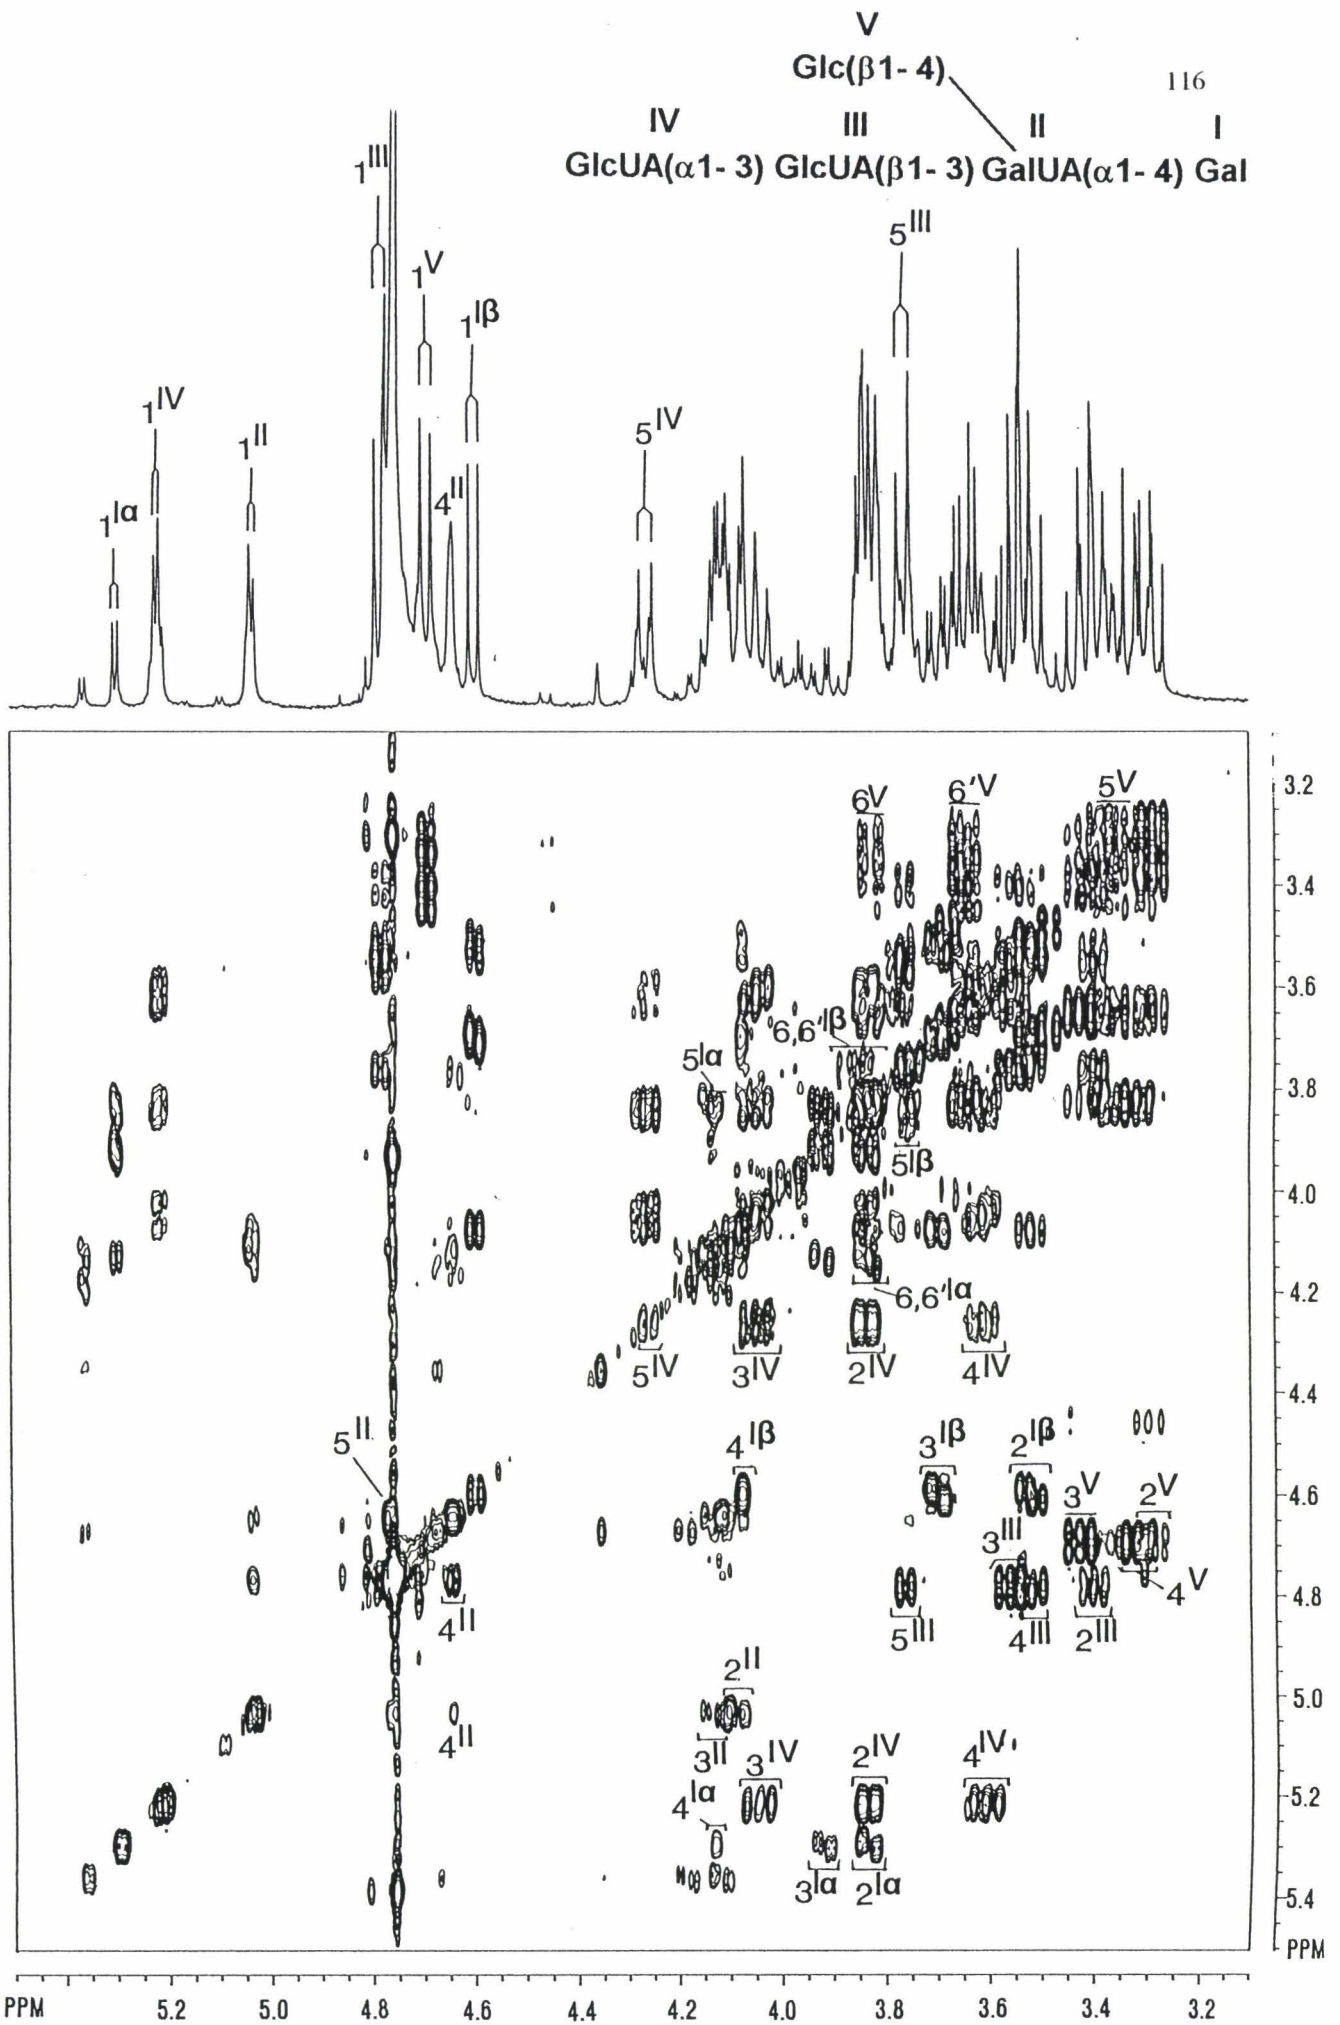 V
Glc(β1- 4)
116
IV III II I
GlcUA(α1- 3) GlcUA(β1- 3) GalUA(α1- 4) Gal
1III
5III
1V
1Iβ
1IV
5IV
1II
4II
1Iα
6V 6'V 5V
3.2
3.4
3.6
6,6'Iβ
5Iα
3.8
5Iβ
4.0
4.2
6,6'Iα
5IV 3IV 2IV 4IV
4.4
5II
4Iβ 3Iβ 2Iβ
3V 2V
4.6
3III
4V
4.8
4II
5III 4III 2III
2II
5.0
4II
3II 3IV 2IV 4IV
4Iα
5.2
3Iα 2Iα
5.4
PPM
PPM 5.2 5.0 4.8 4.6 4.4 4.2 4.0 3.8 3.6 3.4 3.2